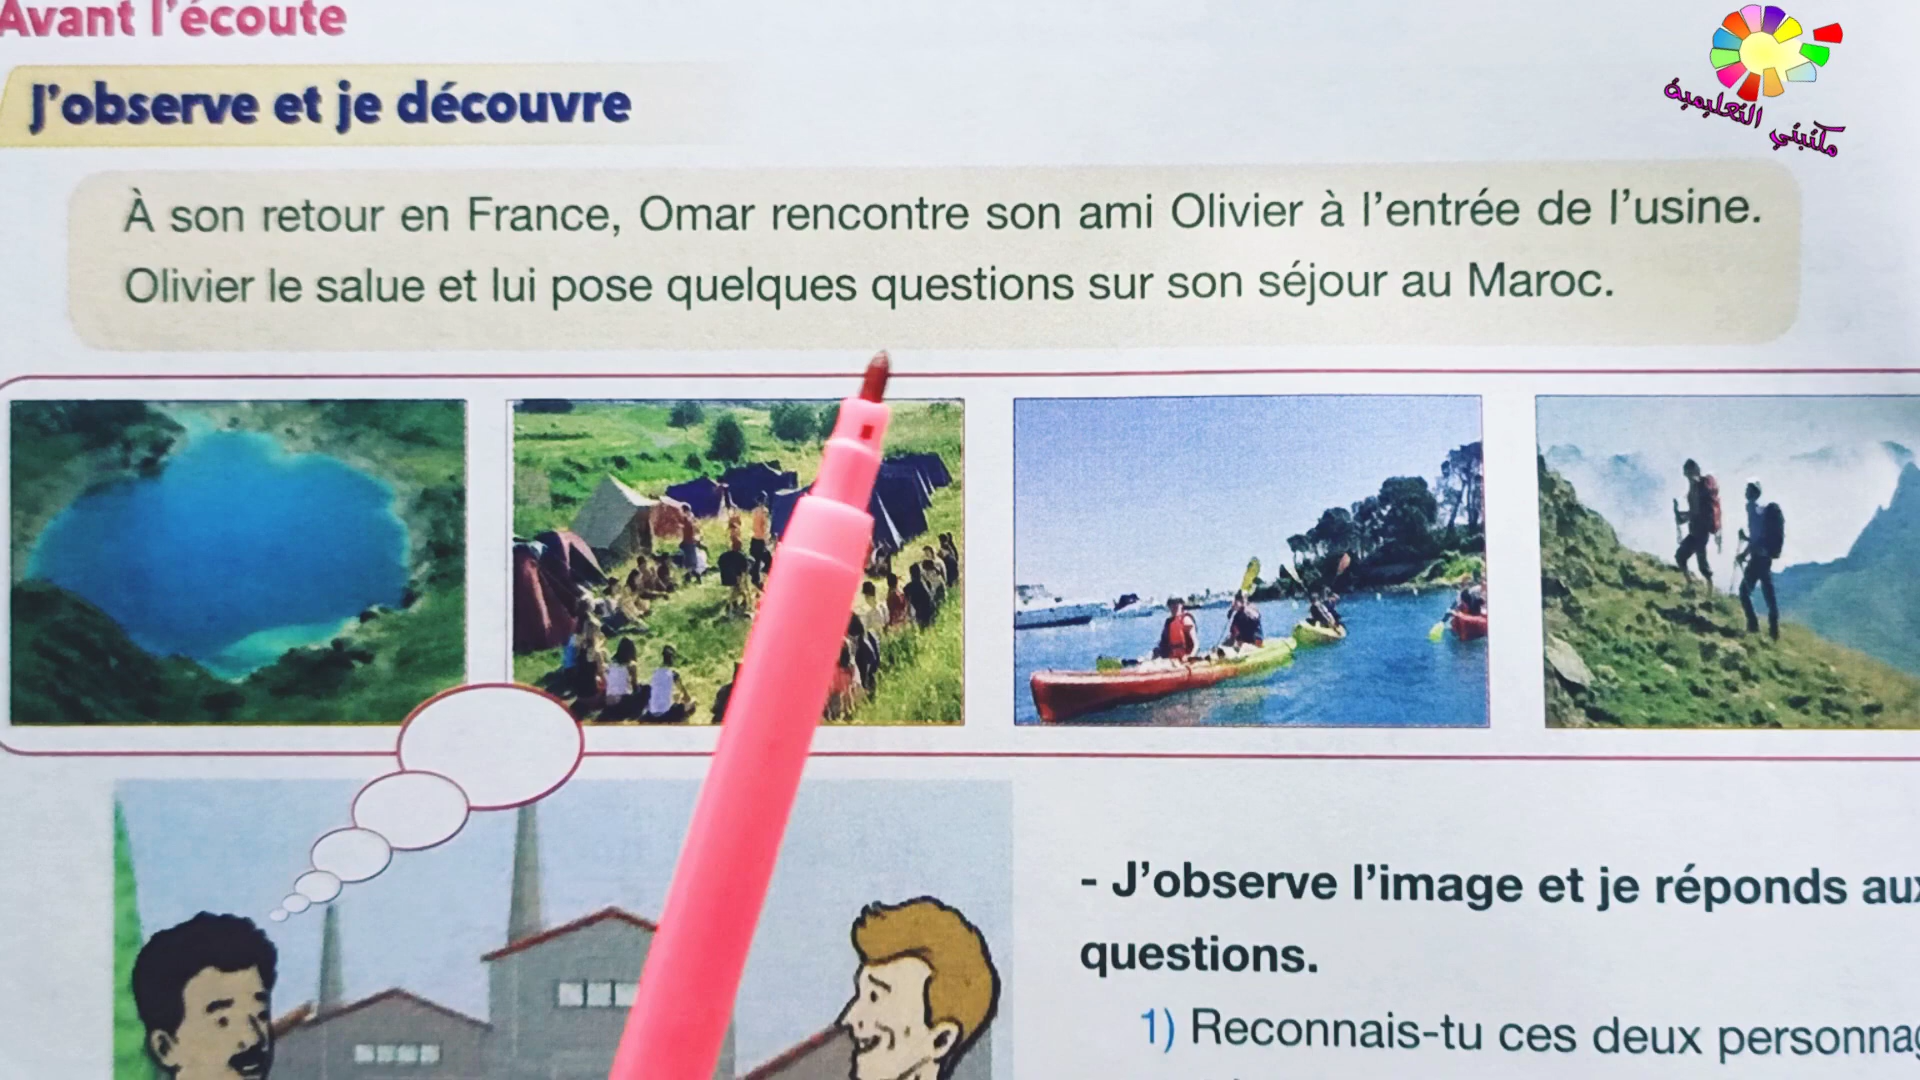 Avant l'écoute
مكتبتي التعليمية
J'observe et je découvre
À son retour en France, Omar rencontre son ami Olivier à l'entrée de l'usine.
Olivier le salue et lui pose quelques questions sur son séjour au Maroc.
- J'observe l'image et je réponds
questions.
1) Reconnais-tu ces deux